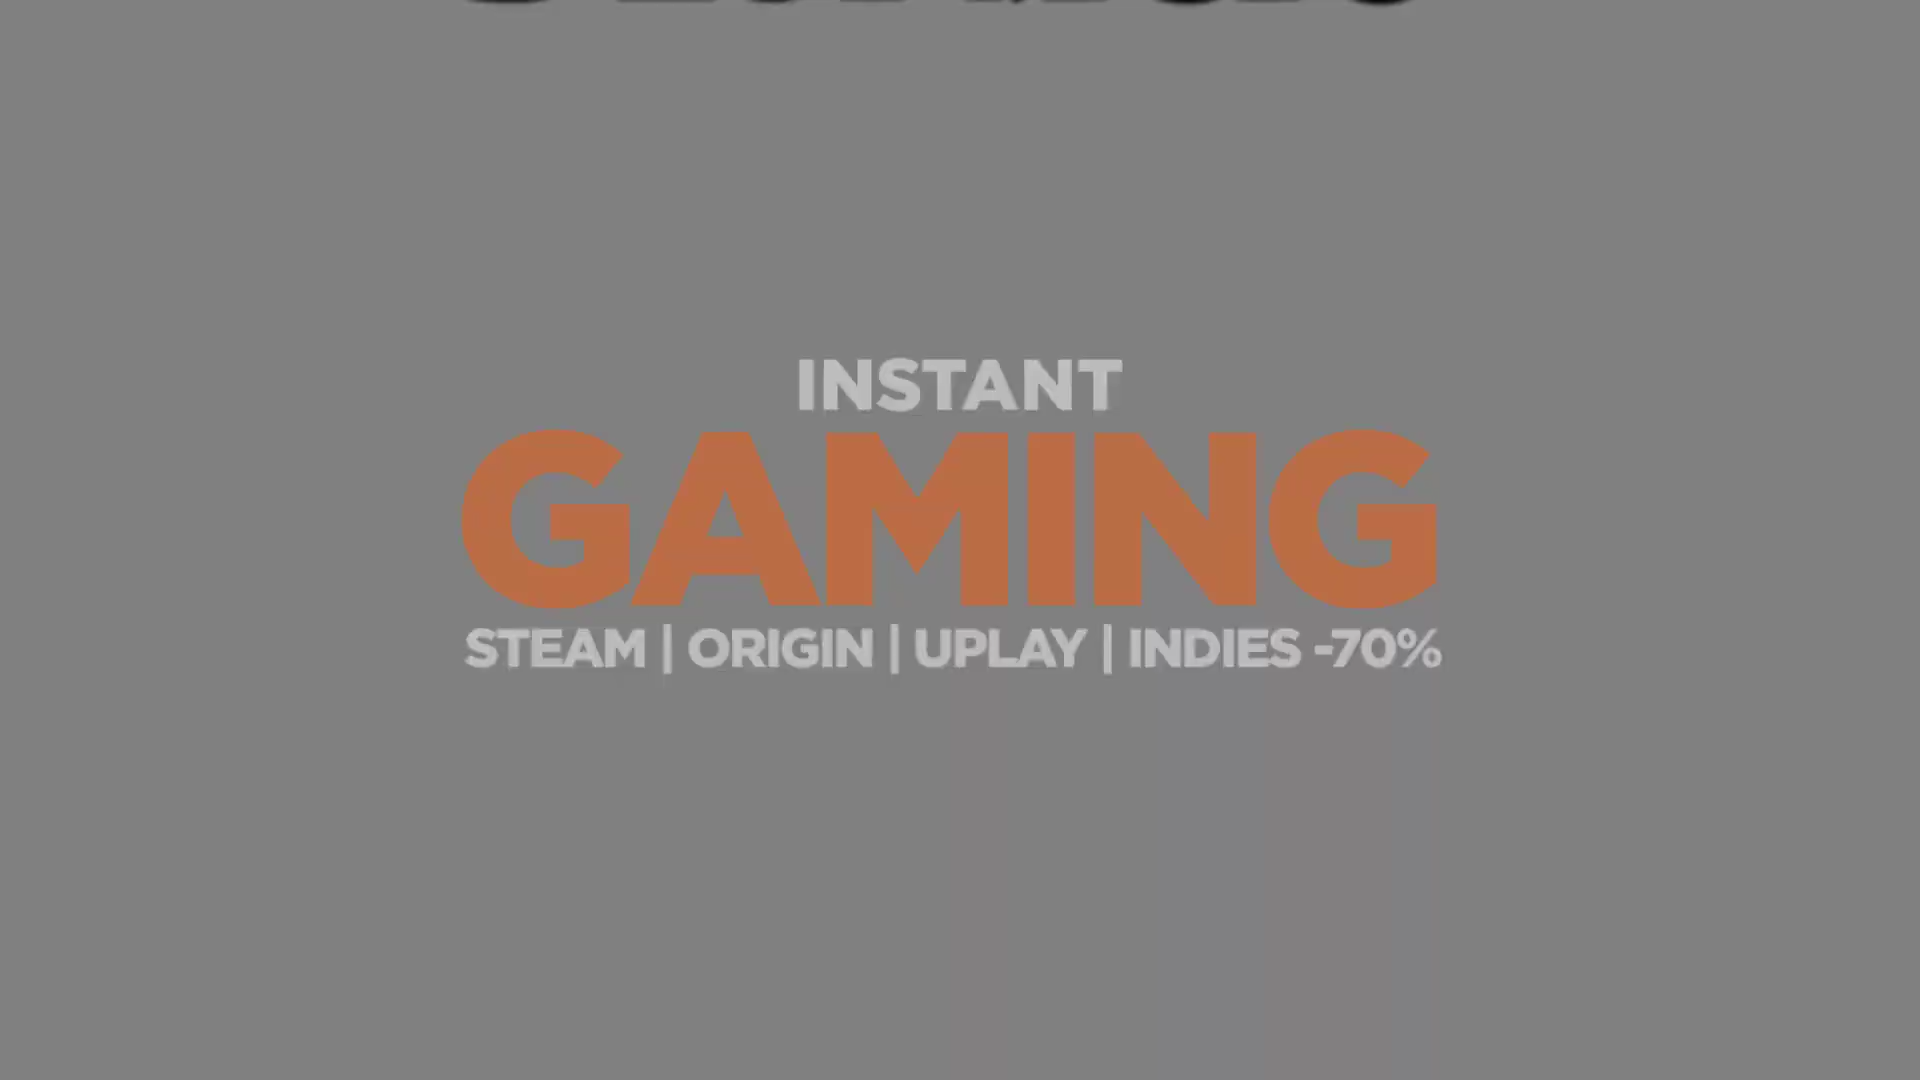 INSTANT
GAMING
STEAM | ORIGIN | UPLAY | INDIES -70%